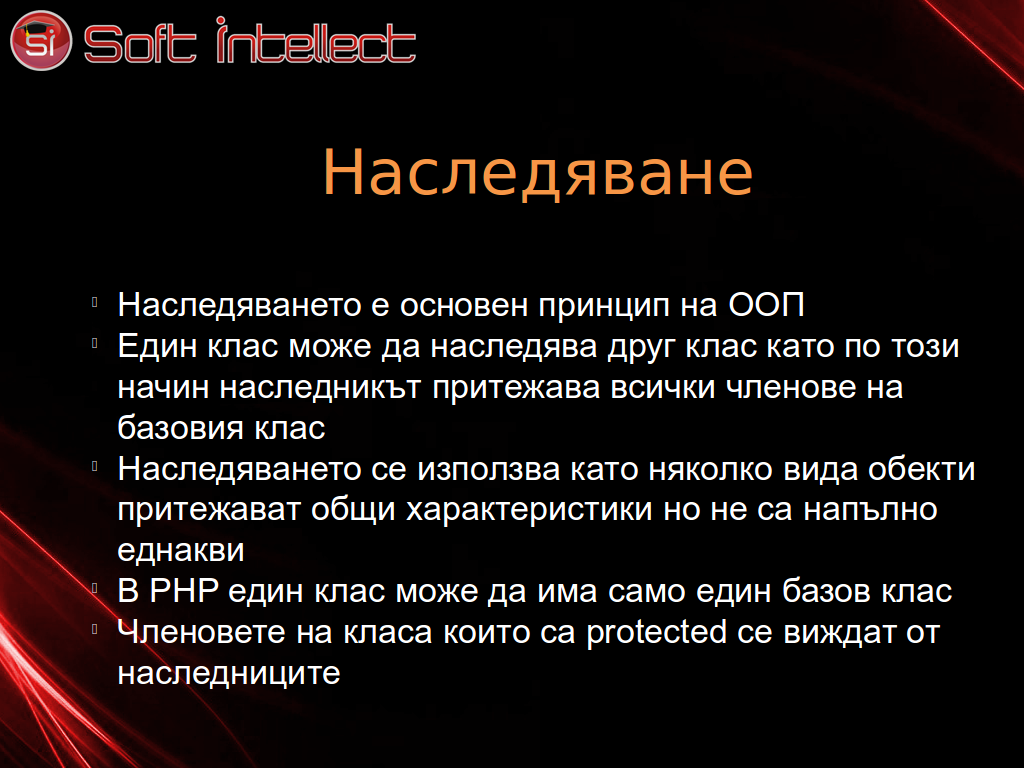 Si Soft Intellect
Наследяване
Наследяването е основен принцип на ООП
Един клас може да наследява друг клас като по този
начин наследникът притежава всички членове на
базовия клас
Наследяването се използва като няколко вида обекти
притежават общи характеристики но не са напълно
еднакви
В PHP един клас може да има само един базов клас
Членовете на класа които са protected се виждат от
наследниците